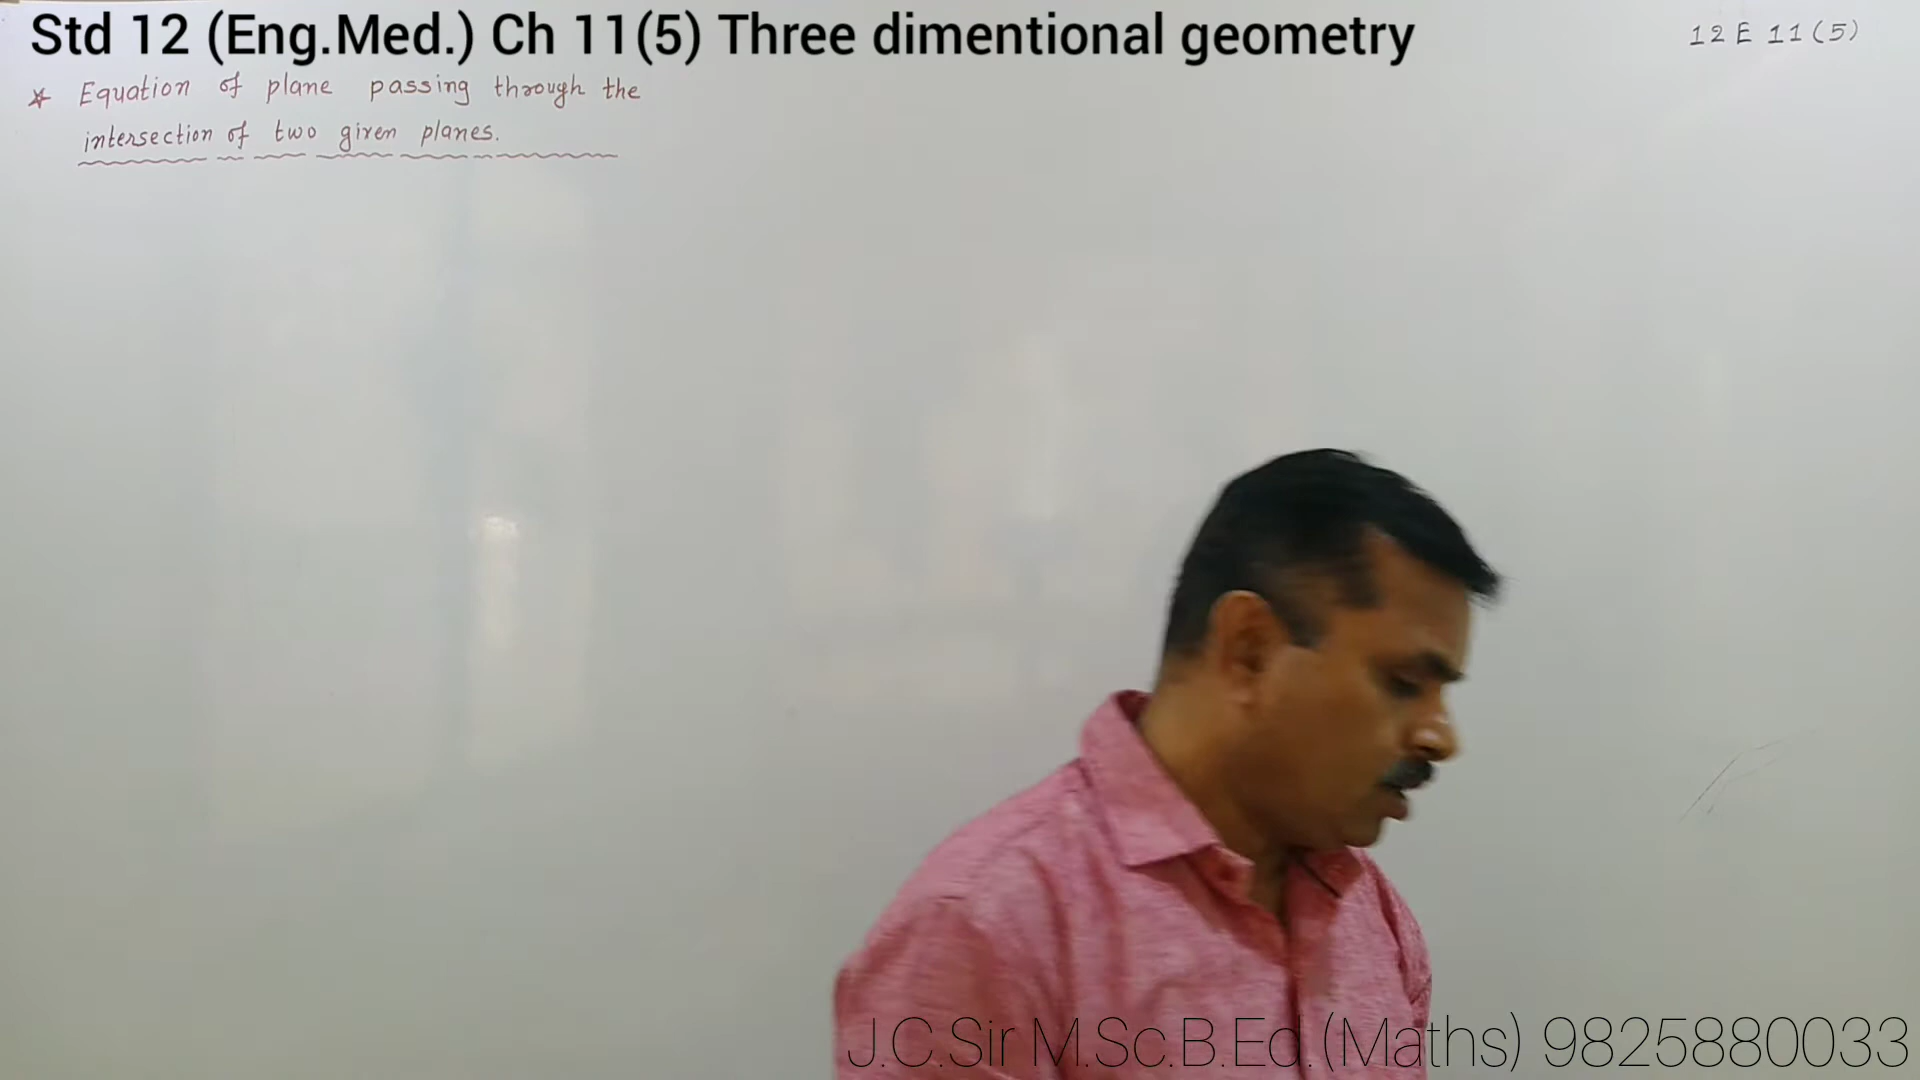 Std 12 (Eng.Med.) Ch 11(5) Three dimentional geometry
12 E 11(5)
* Equation of plane passing through the
intersection of two given planes.
J.C.Sir M.Sc.B.Ed.(Maths) 9825880033